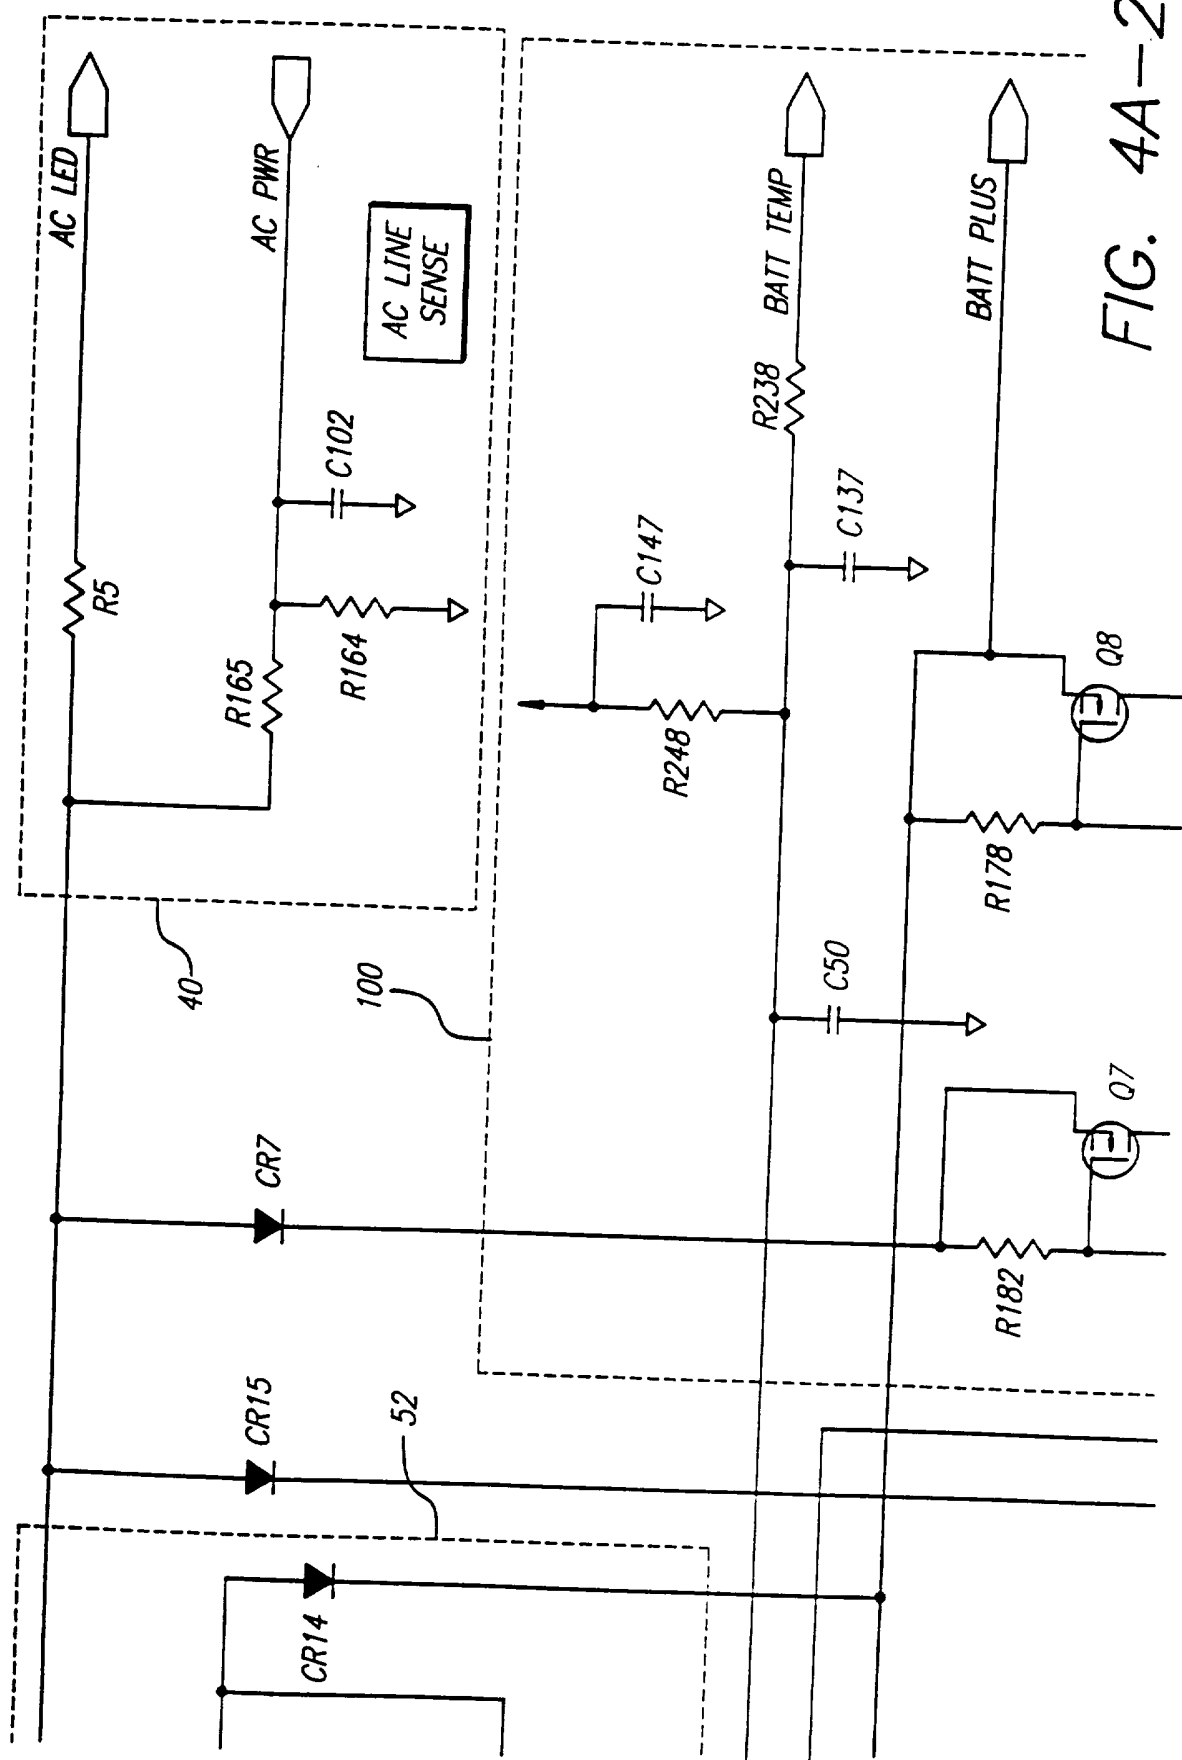 AC LED
R5
AC PWR
C102
R165
R164
AC LINE
SENSE
40
100
CR7
CR15
52
CR14
C147
R248
BATT TEMP
R238
C137
C50
BATT PLUS
R178
Q8
R182
Q7
FIG. 4A-2